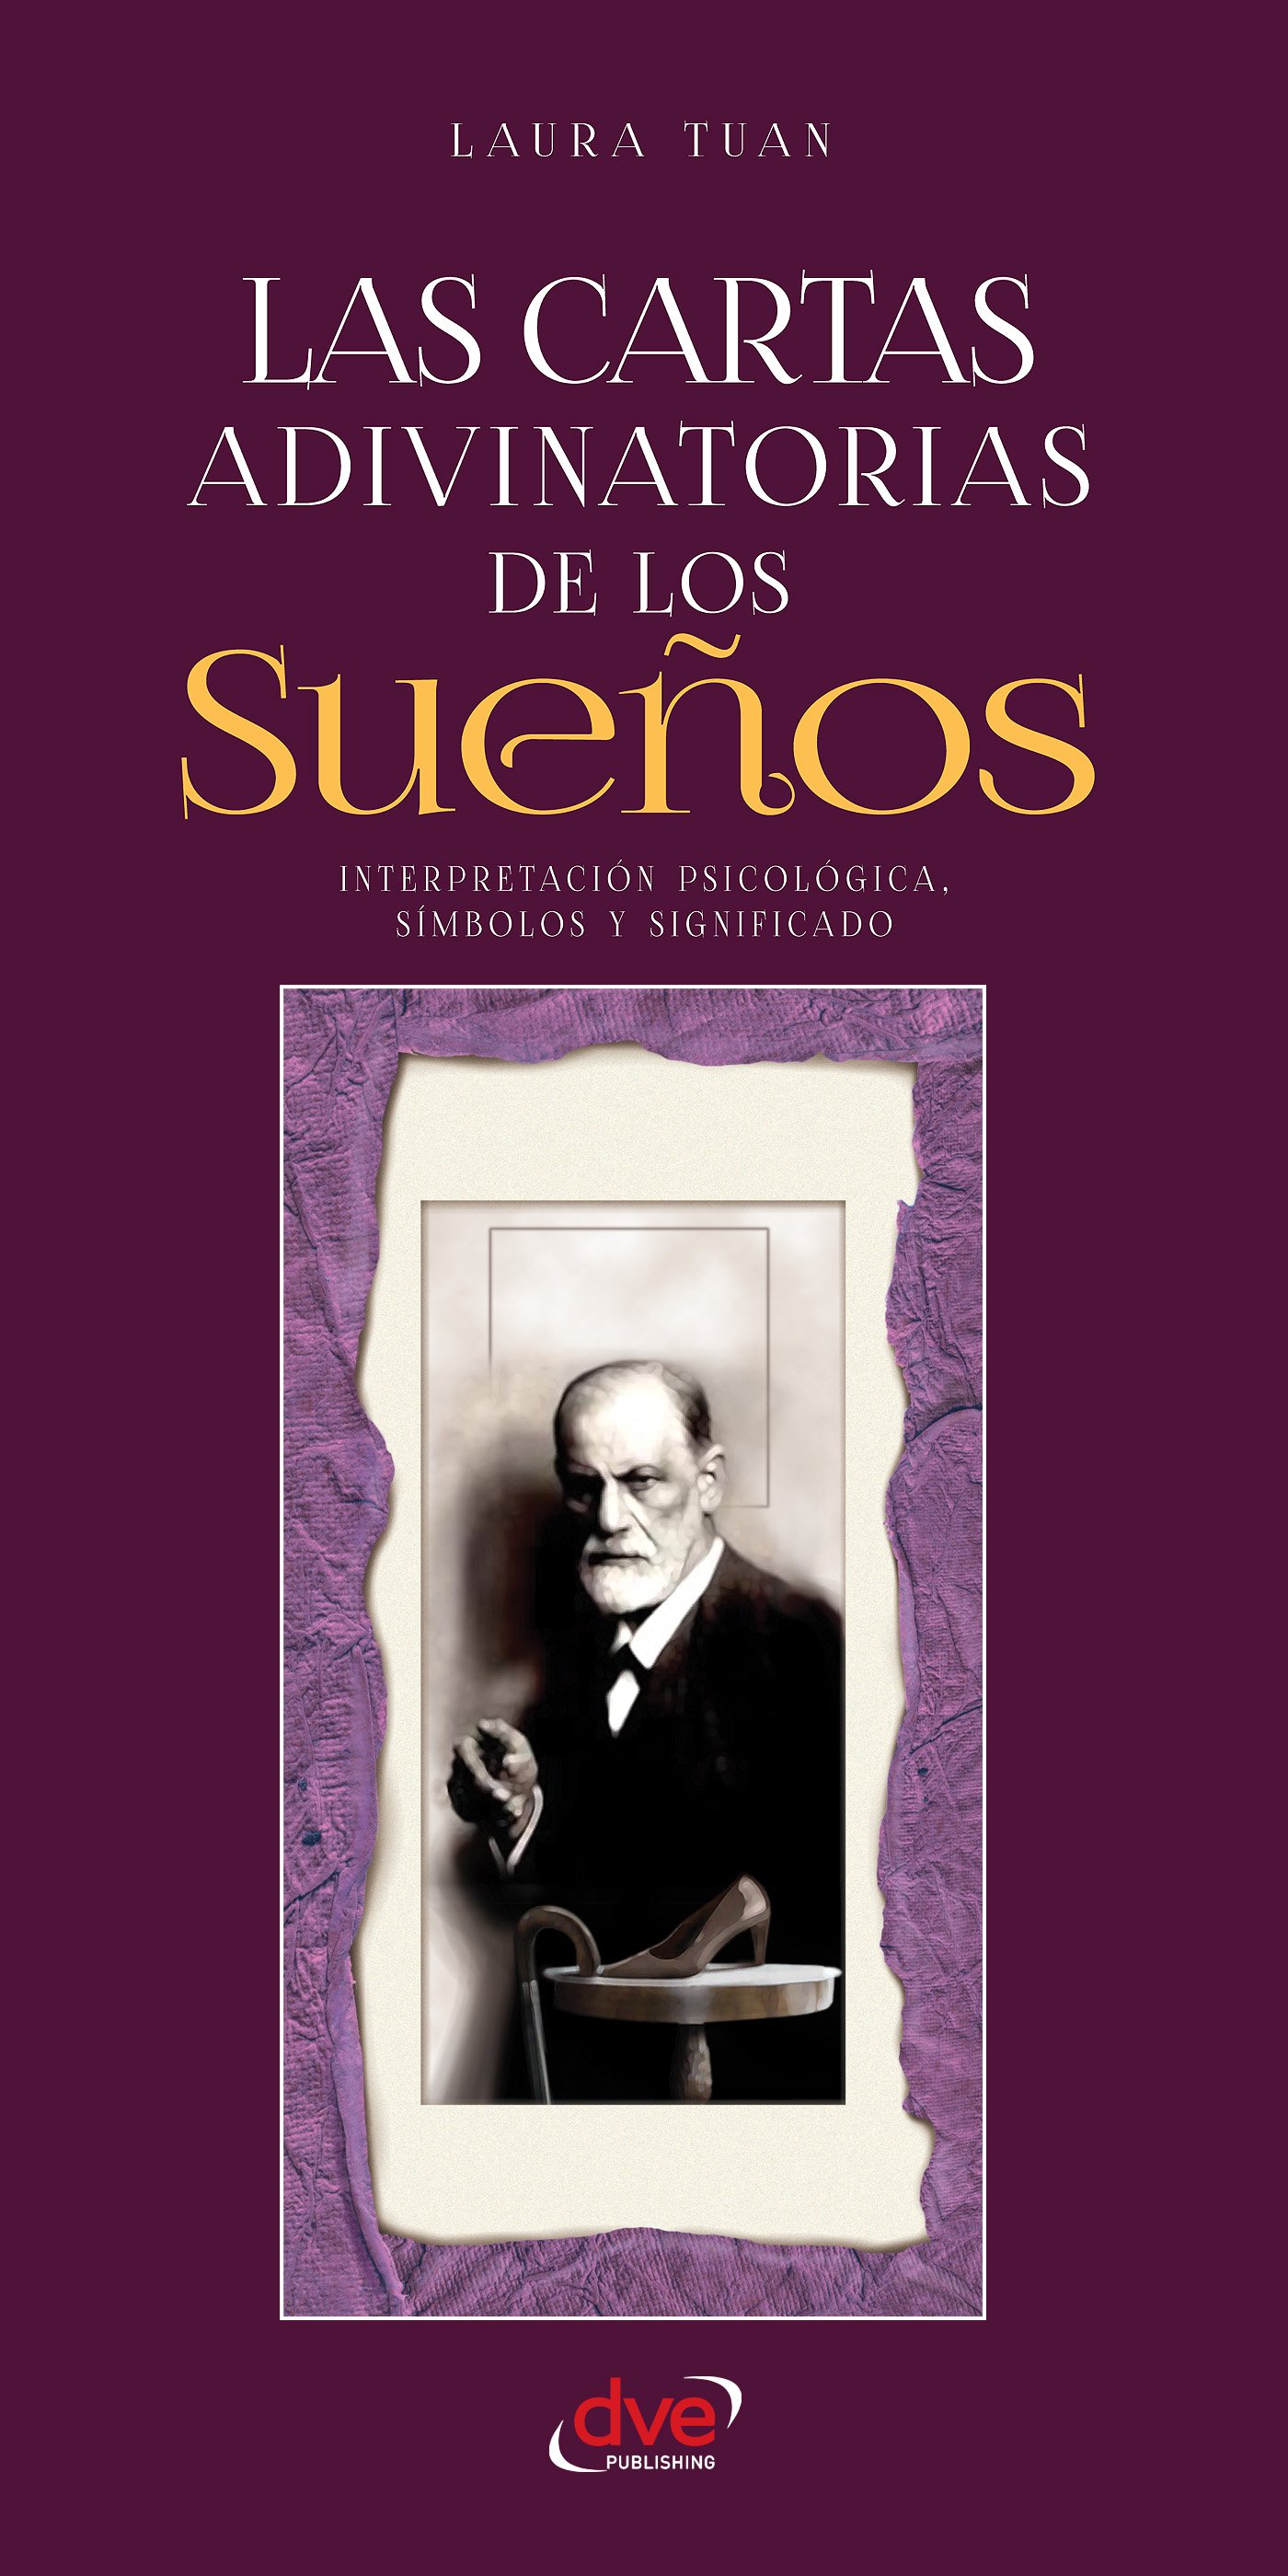 LAURA TUAN
LAS CARTAS
ADIVINATORIAS
DE LOS
Sueños
INTERPRETACIÓN PSICOLÓGICA,
SÍMBOLOS Y SIGNIFICADO
dve
PUBLISHING